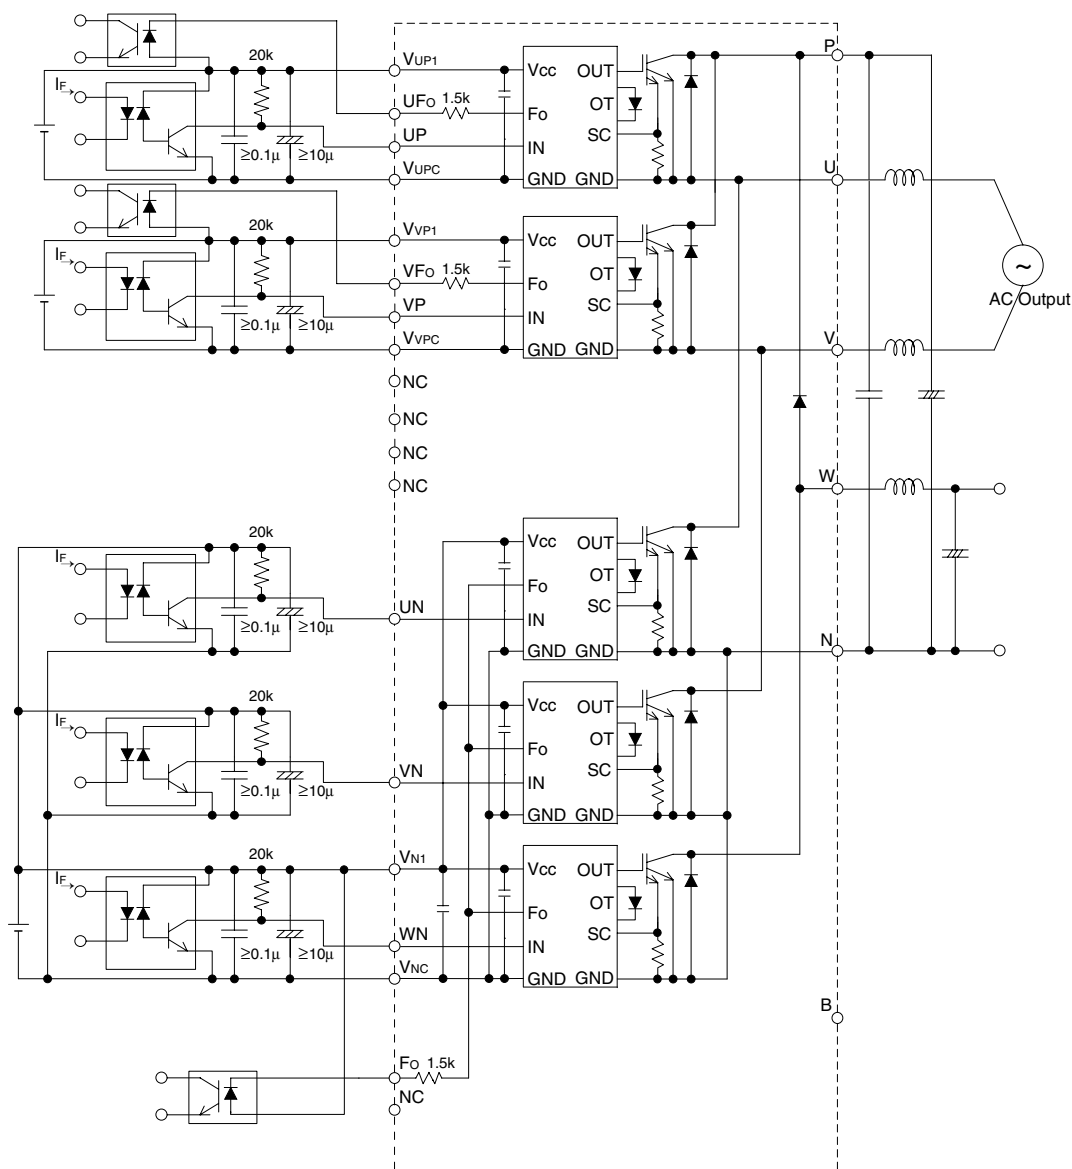 P
20k
VUP1
Vcc
OUT
IF
UFO 1.5k
OT
Fo
UP
SC
≥0.1µ
≥10µ
IN
VUPC
GND GND
U
20k
VVP1
Vcc
OUT
IF
VFO 1.5k
OT
Fo
~
AC Output
VP
SC
≥0.1µ
≥10µ
IN
VVPC
GND GND
V
NC
NC
NC
NC
W
20k
Vcc
OUT
IF
OT
Fo
UN
SC
≥0.1µ
≥10µ
IN
N
GND GND
20k
Vcc
OUT
IF
OT
Fo
VN
SC
≥0.1µ
≥10µ
IN
GND GND
20k
VN1
Vcc
OUT
IF
OT
Fo
WN
SC
≥0.1µ
≥10µ
IN
VNC
GND GND
B
FO 1.5k
NC